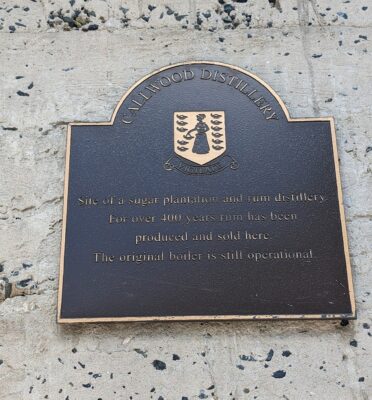 CALLWOOD DISTILLERY
VIGILATE
Site of a sugar plantation and rum distillery.
For over 400 years rum has been
produced and sold here.
The original boiler is still operational.